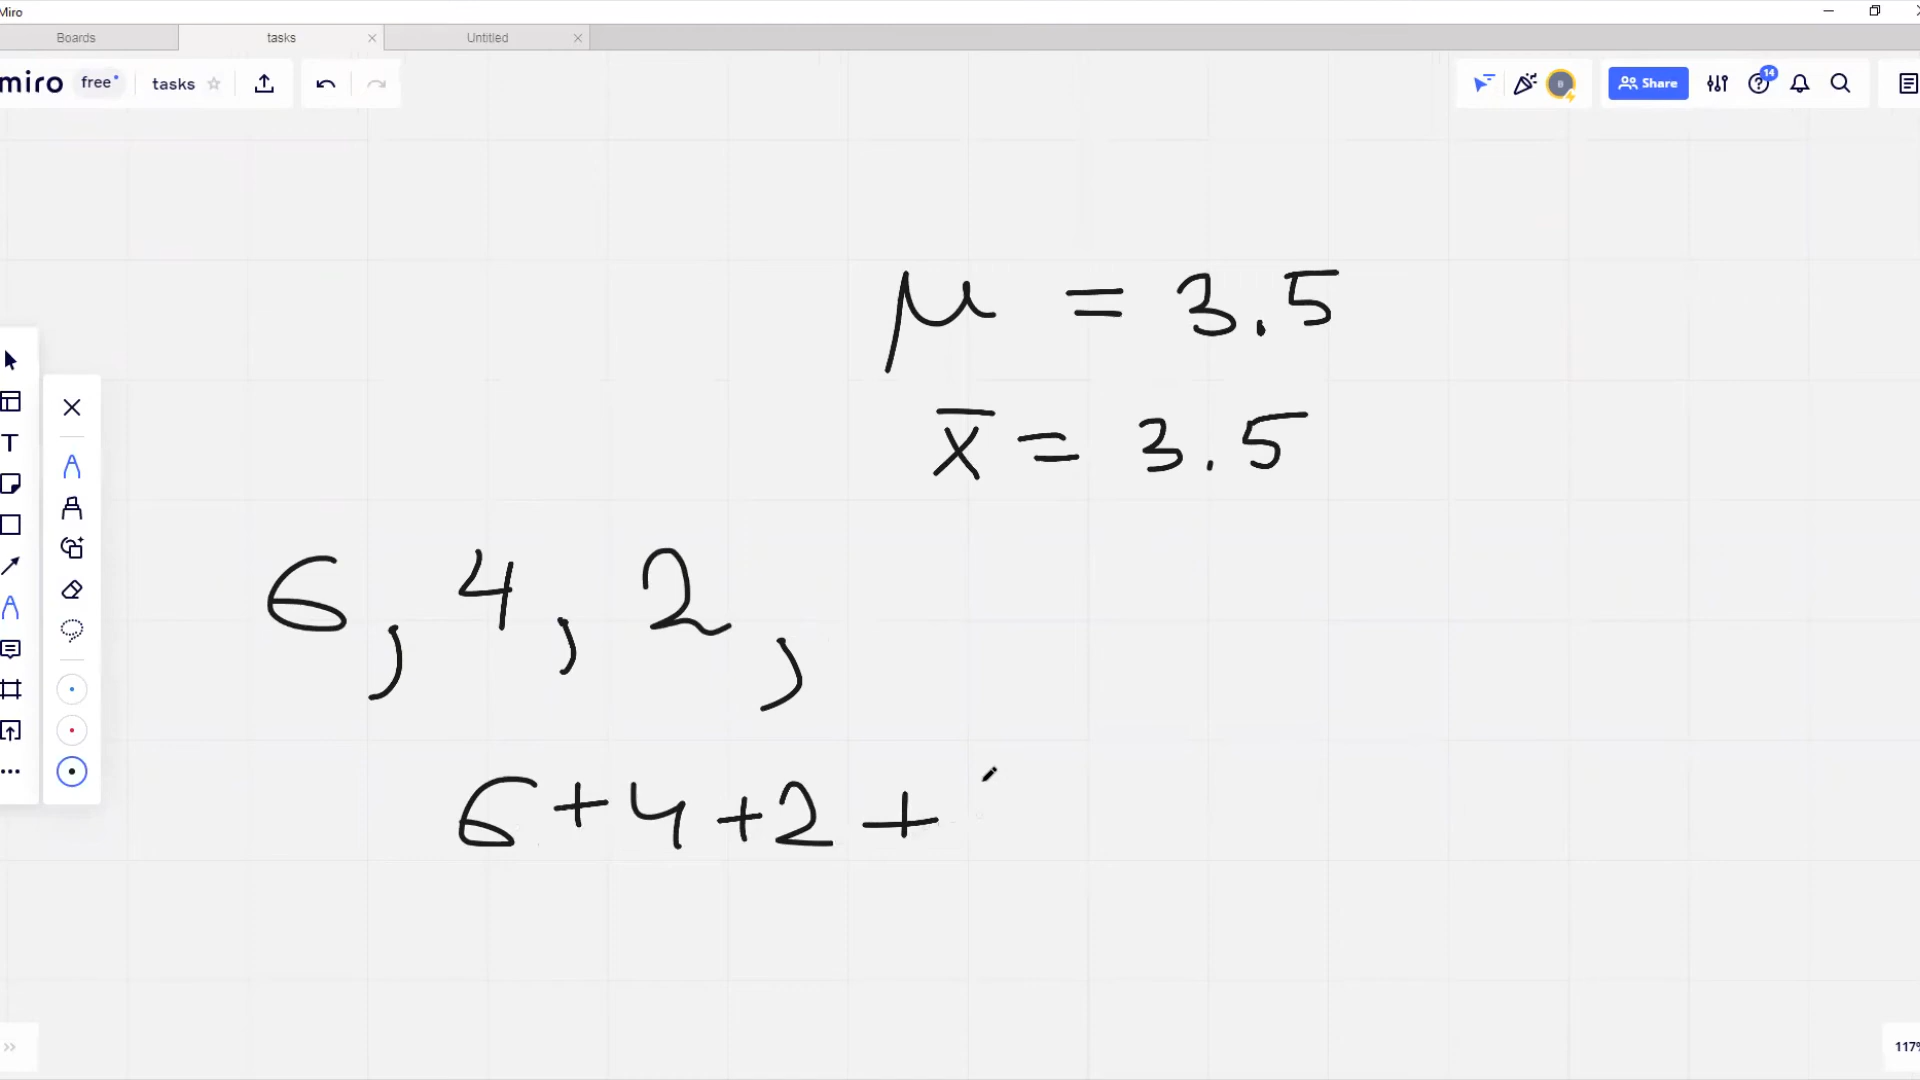 Miro
Boards tasks Untitled
miro free tasks
14
B
Share
μ = 3.5
x̅ = 3.5
6, 4, 2,
6+4+2+
T
117%